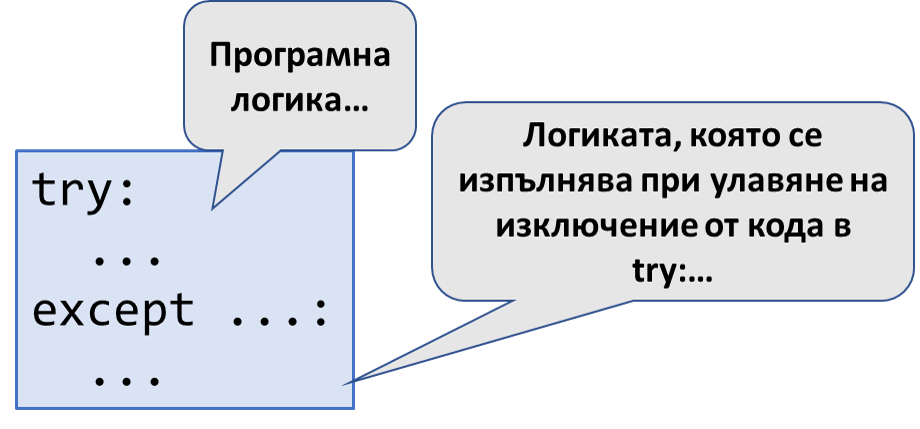 Програмна
логика…
try:
...
except ...:
...
Логиката, която се
изпълнява при улавяне на
изключение от кода в
try:…